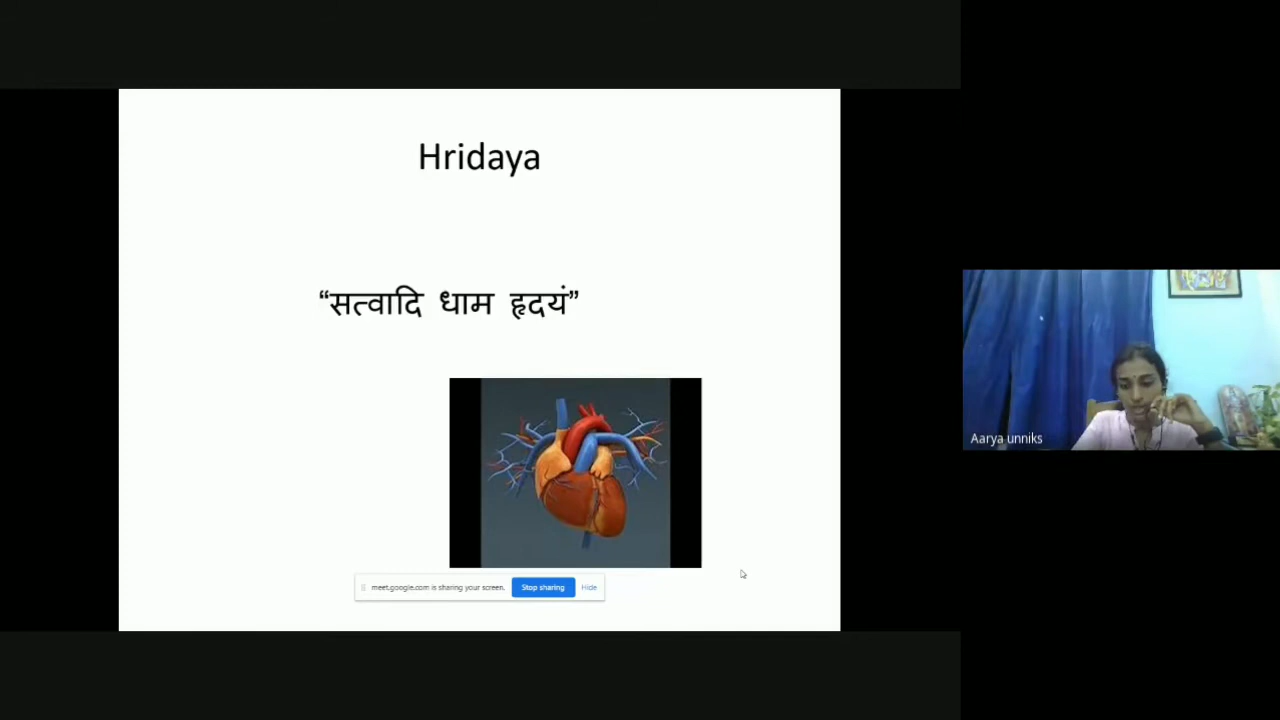 Hridaya
“सत्वादि धाम हृदयं”
meet.google.com is sharing your screen.
Stop sharing
Hide
Aarya unniks